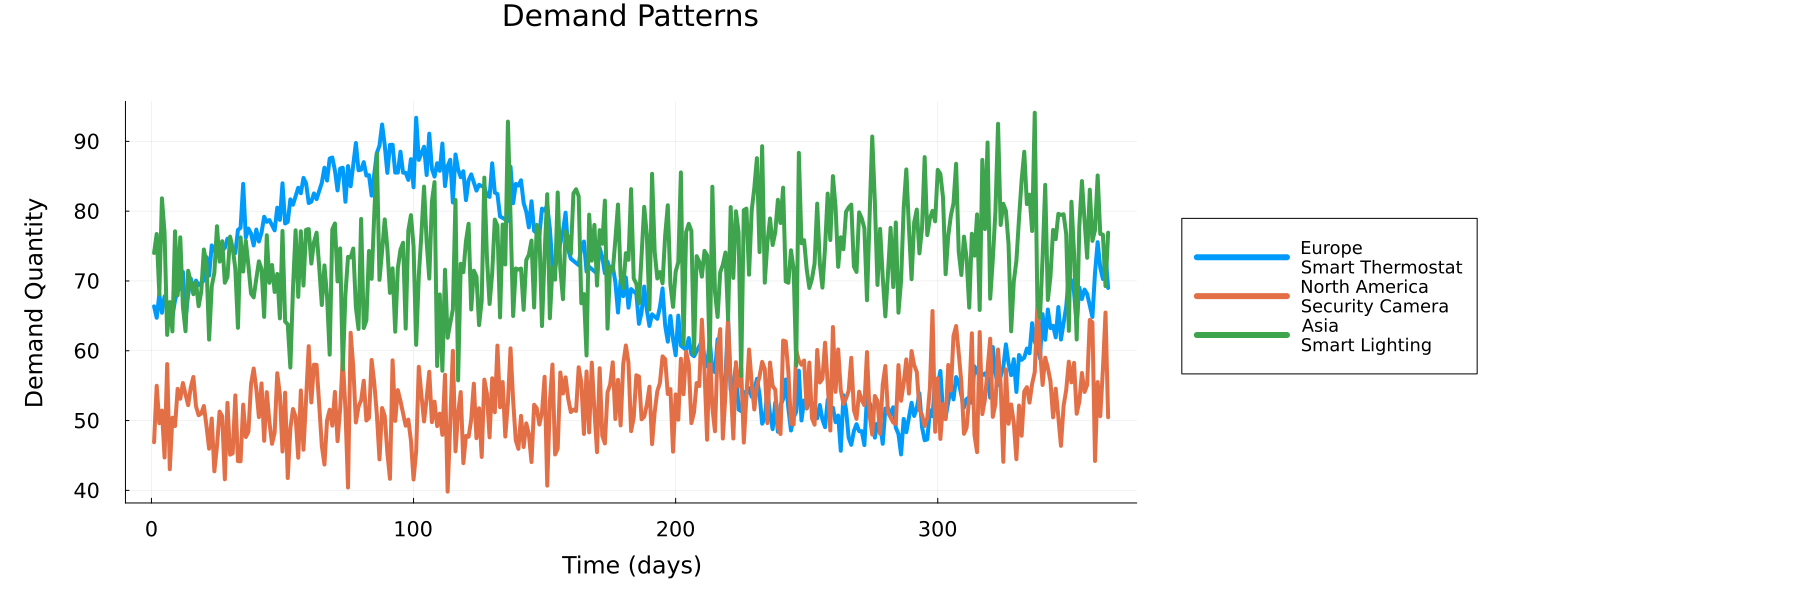 Demand Patterns
Demand Quantity
90
80
70
60
50
40
0
100
200
300
Time (days)
Europe
Smart Thermostat
North America
Security Camera
Asia
Smart Lighting